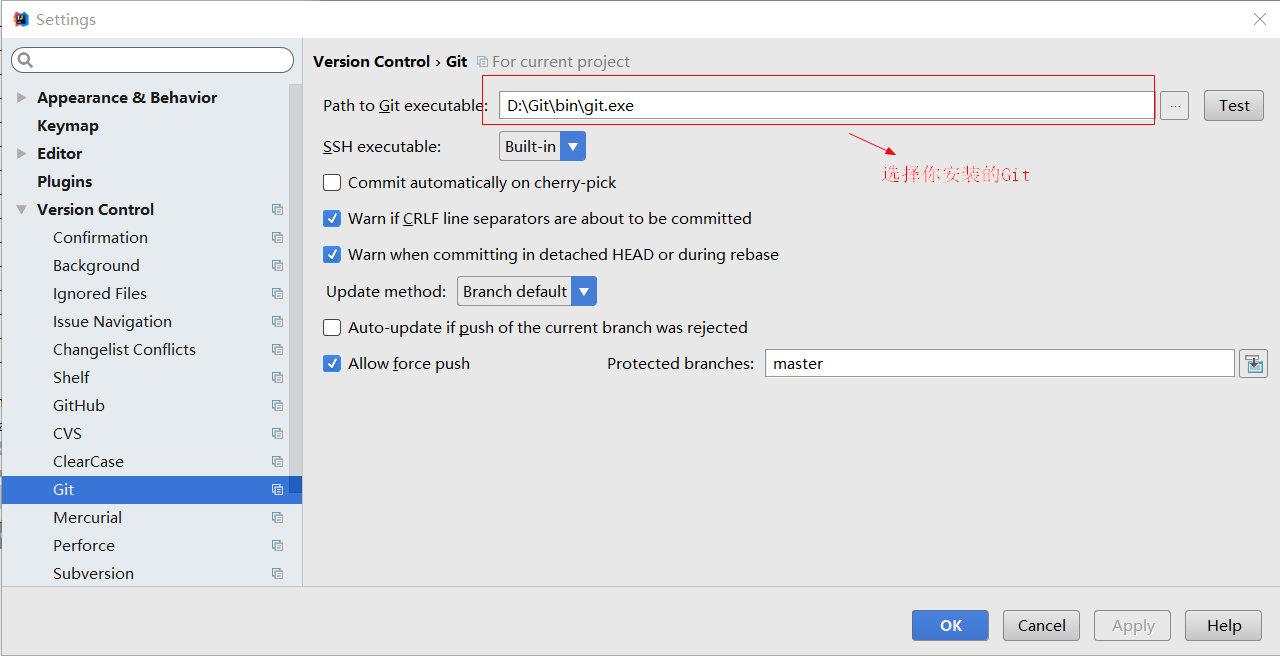 Settings
Version Control › Git For current project
Appearance & Behavior
Keymap
Editor
Plugins
Version Control
Confirmation
Background
Ignored Files
Issue Navigation
Changelist Conflicts
Shelf
GitHub
CVS
ClearCase
Git
Mercurial
Perforce
Subversion
Path to Git executable: D:\Git\bin\git.exe ... Test
SSH executable: Built-in
选择你安装的Git
Commit automatically on cherry-pick
Warn if CRLF line separators are about to be committed
Warn when committing in detached HEAD or during rebase
Update method: Branch default
Auto-update if push of the current branch was rejected
Allow force push Protected branches: master
OK Cancel Apply Help